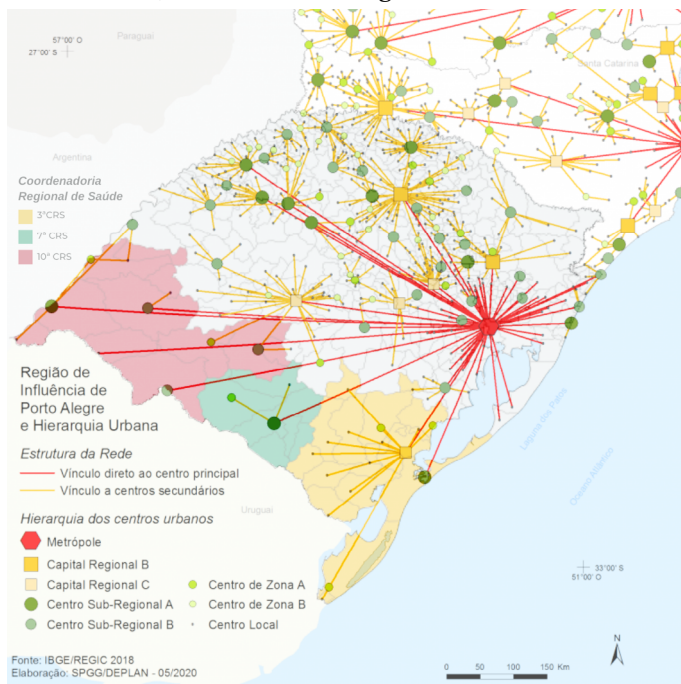 Paraguai
57°00' O
27°00' S
Santa Catarina
Argentina
Coordenadoria
Regional de Saúde
3ªCRS
7ª CRS
10ª CRS
Região de
Influência de
Porto Alegre
e Hierarquia Urbana
Estrutura da Rede
Vínculo direto ao centro principal
Vínculo a centros secundários
Uruguai
Laguna dos Patos
Oceano Atlântico
Hierarquia dos centros urbanos
Metrópole
Capital Regional B
Capital Regional C
Centro Sub-Regional A
Centro Sub-Regional B
Centro de Zona A
Centro de Zona B
Centro Local
33°00' S
51°00' O
N
0 50 100 150 Km
Fonte: IBGE/REGIC 2018
Elaboração: SPGG/DEPLAN - 05/2020